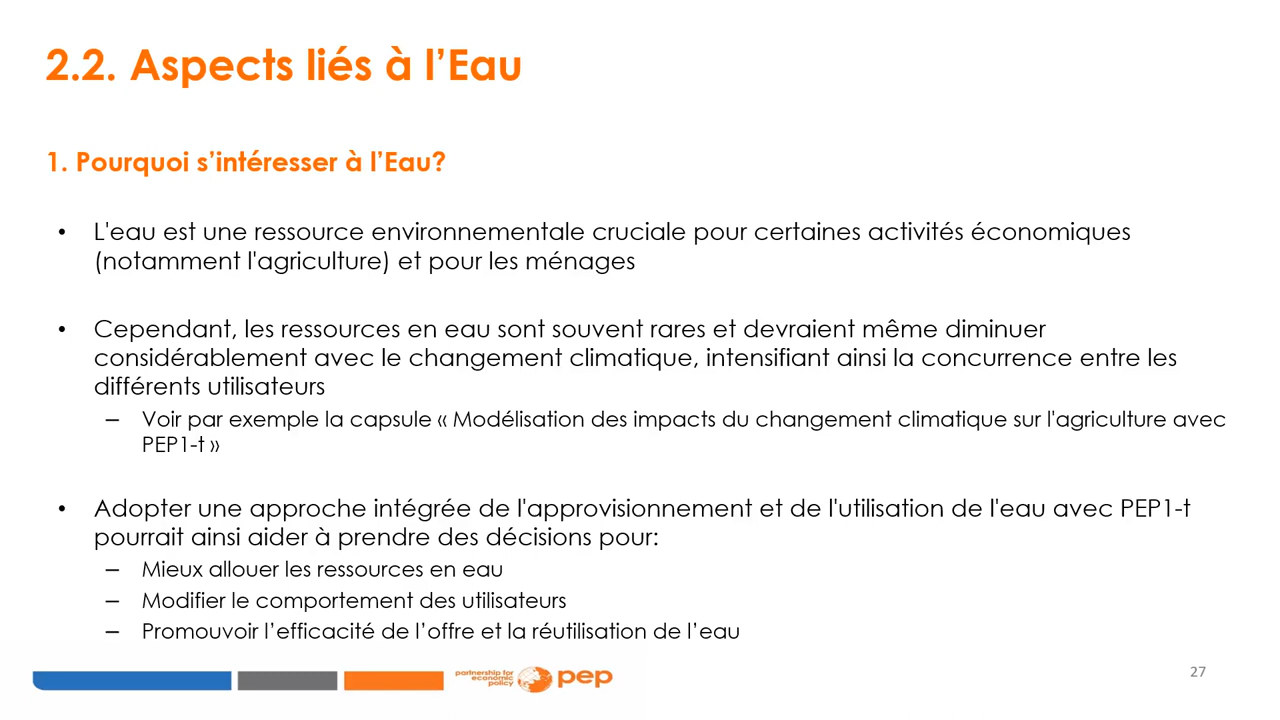 2.2. Aspects liés à l’Eau
1. Pourquoi s’intéresser à l’Eau?
• L'eau est une ressource environnementale cruciale pour certaines activités économiques
(notamment l'agriculture) et pour les ménages
• Cependant, les ressources en eau sont souvent rares et devraient même diminuer
considérablement avec le changement climatique, intensifiant ainsi la concurrence entre les
différents utilisateurs
– Voir par exemple la capsule « Modélisation des impacts du changement climatique sur l'agriculture avec
PEP1-t »
• Adopter une approche intégrée de l'approvisionnement et de l'utilisation de l'eau avec PEP1-t
pourrait ainsi aider à prendre des décisions pour:
– Mieux allouer les ressources en eau
– Modifier le comportement des utilisateurs
– Promouvoir l’efficacité de l’offre et la réutilisation de l’eau
partnership for
economic
policy
pep
27